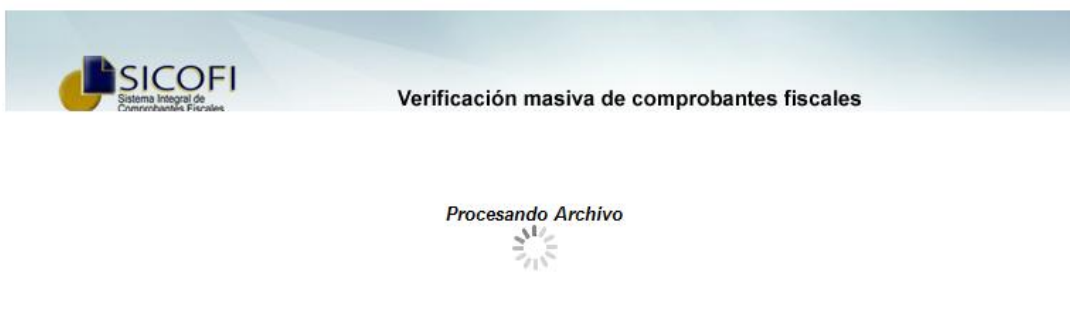 SICOFI
Sistema Integral de
Comprobantes Fiscales
Verificación masiva de comprobantes fiscales
Procesando Archivo